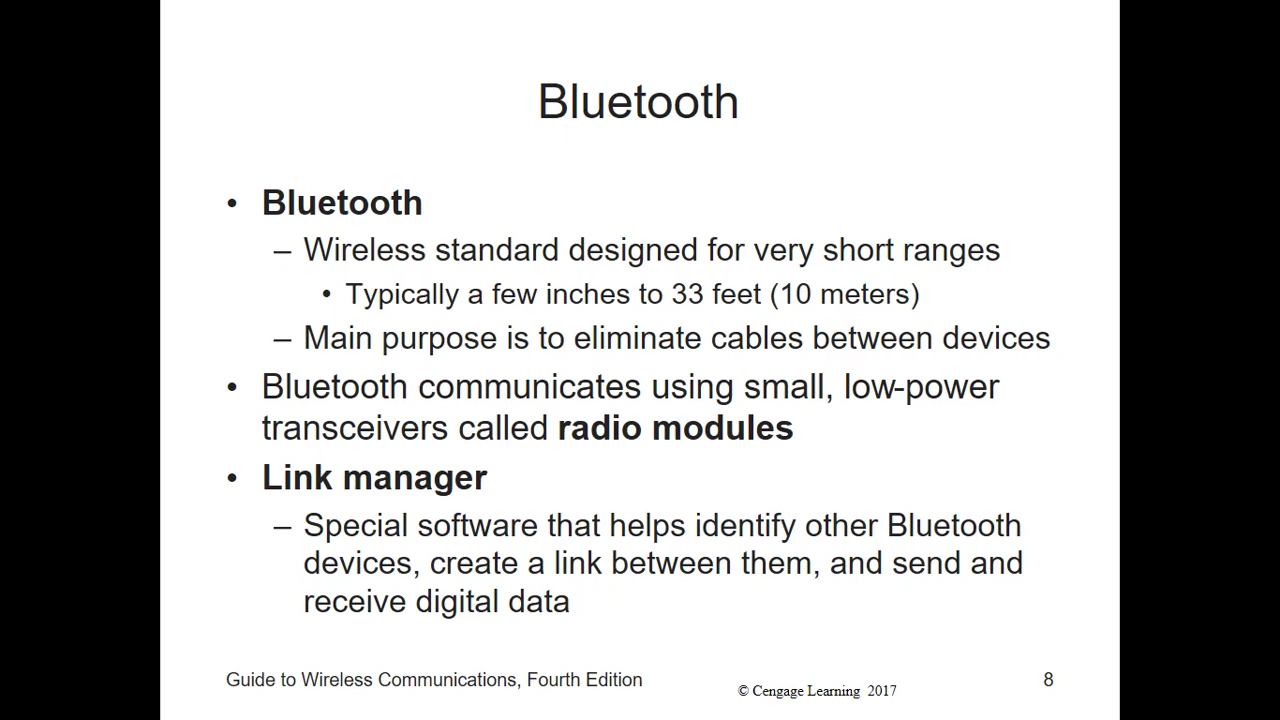 Bluetooth
• Bluetooth
– Wireless standard designed for very short ranges
• Typically a few inches to 33 feet (10 meters)
– Main purpose is to eliminate cables between devices
• Bluetooth communicates using small, low-power
transceivers called radio modules
• Link manager
– Special software that helps identify other Bluetooth
devices, create a link between them, and send and
receive digital data
Guide to Wireless Communications, Fourth Edition
© Cengage Learning 2017
8